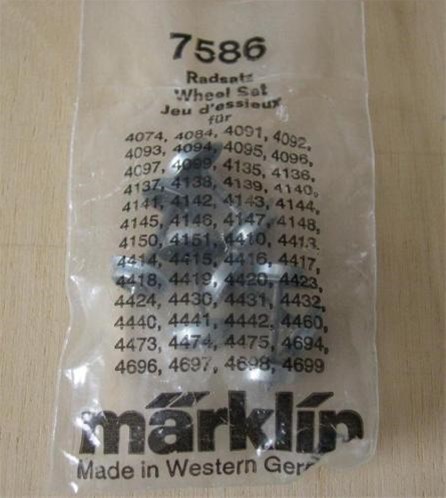 7586
Radsatz
Wheel Set
Jeu d'essieux
für
4074, 4084, 4091, 4092,
4093, 4094, 4095, 4096,
4097, 4099, 4135, 4136,
4137, 4138, 4139, 4140,
4141, 4142, 4143, 4144,
4145, 4146, 4147, 4148,
4150, 4151, 4410, 4413,
4414, 4415, 4416, 4417,
4418, 4419, 4420, 4423,
4424, 4430, 4431, 4432,
4440, 4441, 4442, 4460,
4473, 4474, 4475, 4694,
4696, 4697, 4698, 4699
märklin
Made in Western Ger